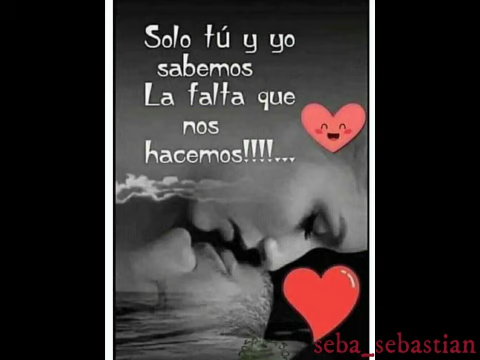 Solo tú y yo
sabemos
La falta que
nos
hacemos!!!!...
seba_sebastian